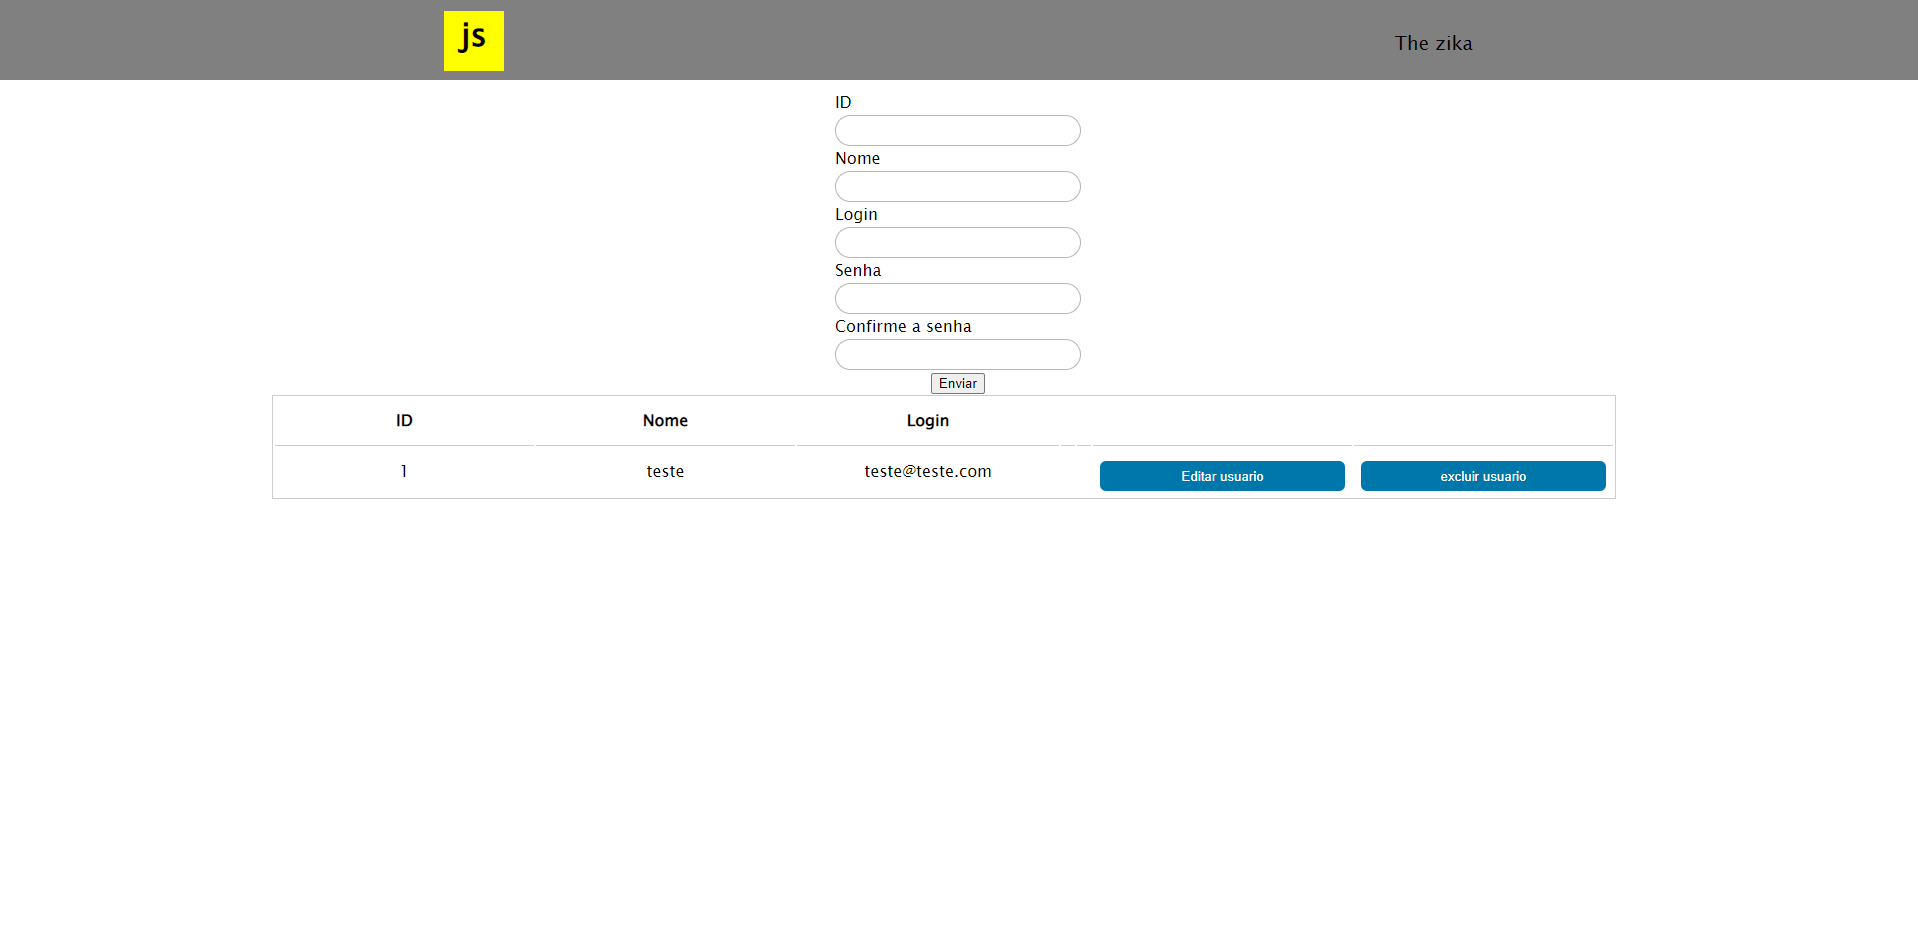 js
The zika
ID
Nome
Login
Senha
Confirme a senha
Enviar
ID Nome Login
1 teste teste@teste.com Editar usuario excluir usuario